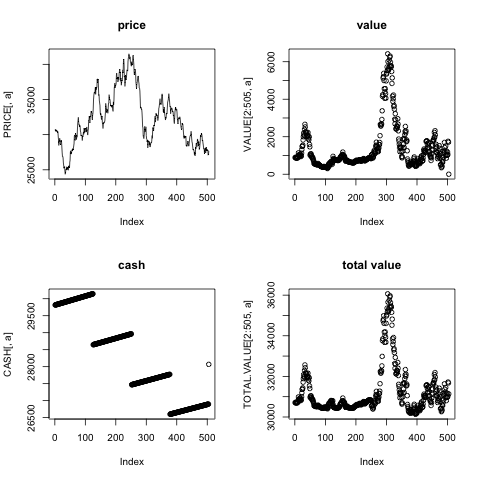 price
PRICE[, a]
35000
25000
0 100 200 300 400 500
Index
value
VALUE[2:505, a]
6000
4000
2000
0
0 100 200 300 400 500
Index
cash
CASH[, a]
29500
28000
26500
0 100 200 300 400 500
Index
total value
TOTAL.VALUE[2:505, a]
36000
34000
32000
30000
0 100 200 300 400 500
Index